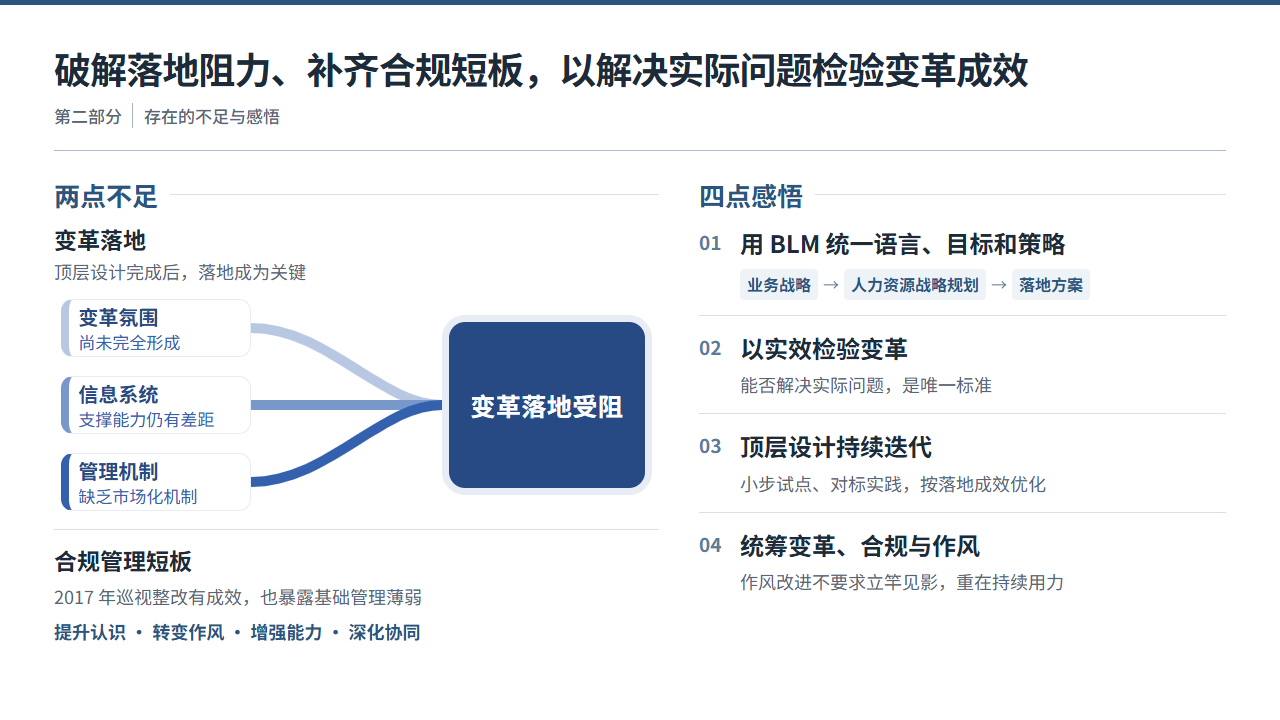 破解落地阻力、补齐合规短板，以解决实际问题检验变革成效
第二部分 存在的不足与感悟
两点不足
变革落地
顶层设计完成后，落地成为关键
变革氛围
尚未完全形成
信息系统
支撑能力仍有差距
管理机制
缺乏市场化机制
变革落地受阻
合规管理短板
2017 年巡视整改有成效，也暴露基础管理薄弱
提升认识 • 转变作风 • 增强能力 • 深化协同
四点感悟
01 用 BLM 统一语言、目标和策略
业务战略 → 人力资源战略规划 → 落地方案
02 以实效检验变革
能否解决实际问题，是唯一标准
03 顶层设计持续迭代
小步试点、对标实践，按落地成效优化
04 统筹变革、合规与作风
作风改进不要求立竿见影，重在持续用力